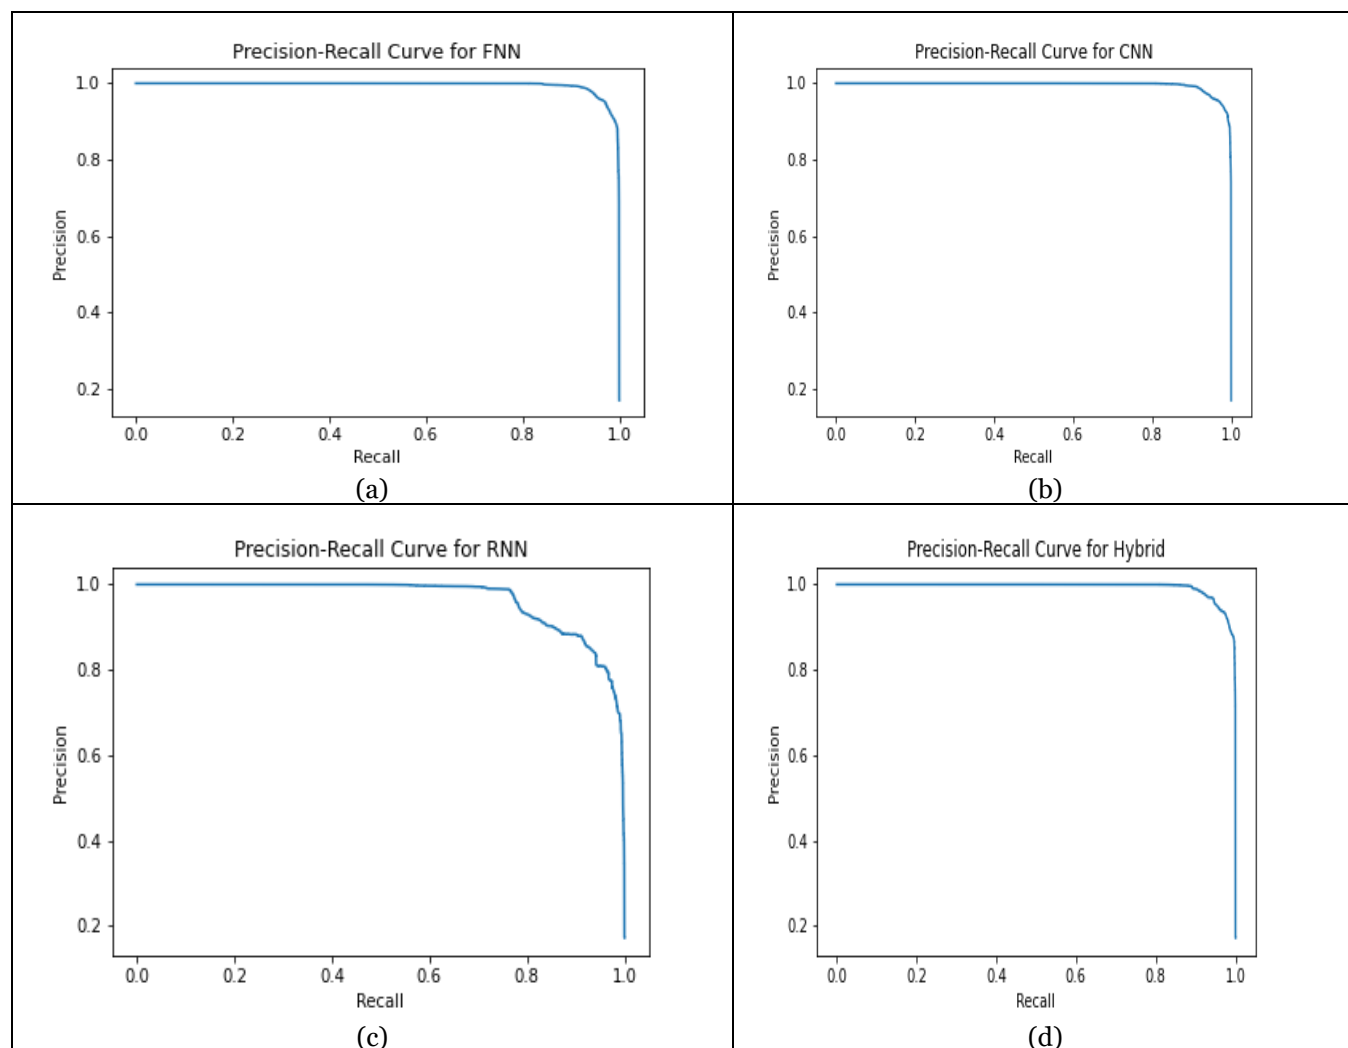 Precision-Recall Curve for FNN
1.0
0.8
0.6
0.4
0.2
Precision
0.0 0.2 0.4 0.6 0.8 1.0
Recall
(a)
Precision-Recall Curve for CNN
1.0
0.8
0.6
0.4
0.2
Precision
0.0 0.2 0.4 0.6 0.8 1.0
Recall
(b)
Precision-Recall Curve for RNN
1.0
0.8
0.6
0.4
0.2
Precision
0.0 0.2 0.4 0.6 0.8 1.0
Recall
(c)
Precision-Recall Curve for Hybrid
1.0
0.8
0.6
0.4
0.2
Precision
0.0 0.2 0.4 0.6 0.8 1.0
Recall
(d)